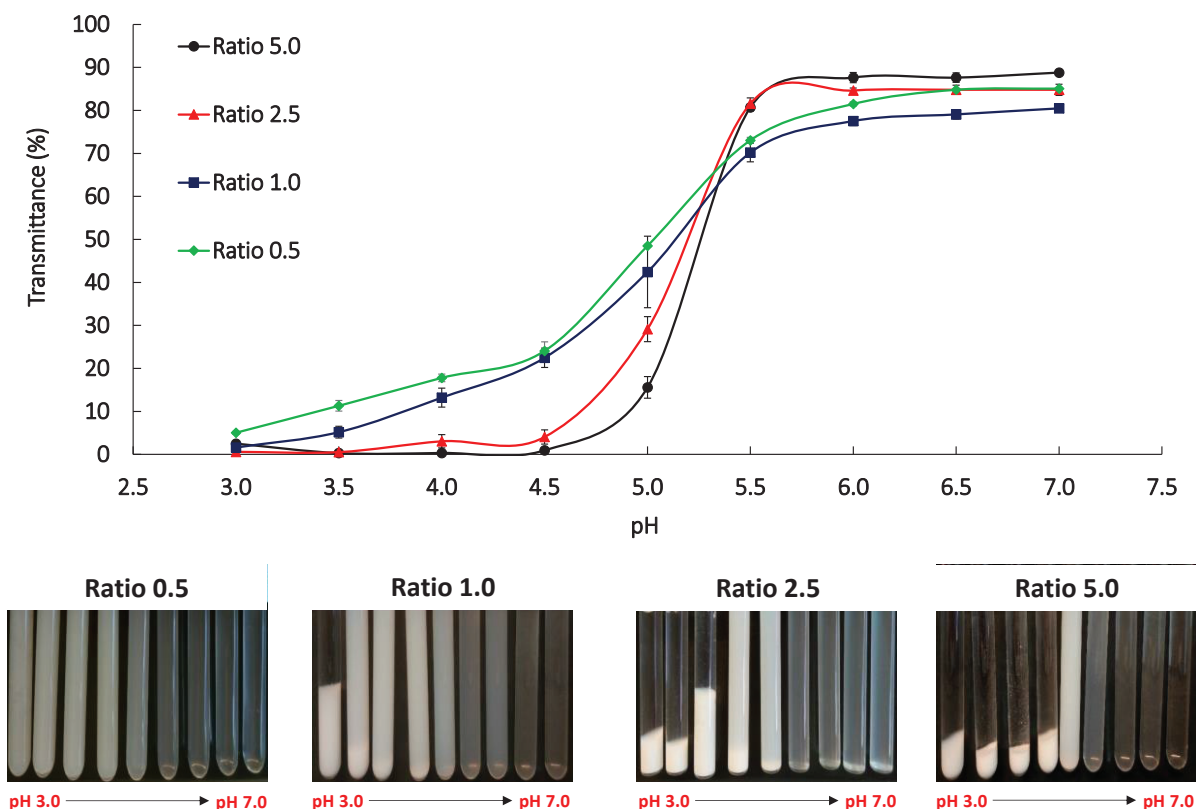 100
90
80
70
60
50
40
30
20
10
0
Transmittance (%)
Ratio 5.0
Ratio 2.5
Ratio 1.0
Ratio 0.5
2.5 3.0 3.5 4.0 4.5 5.0 5.5 6.0 6.5 7.0 7.5
pH
Ratio 0.5 Ratio 1.0 Ratio 2.5 Ratio 5.0
pH 3.0 pH 7.0 pH 3.0 pH 7.0 pH 3.0 pH 7.0 pH 3.0 pH 7.0